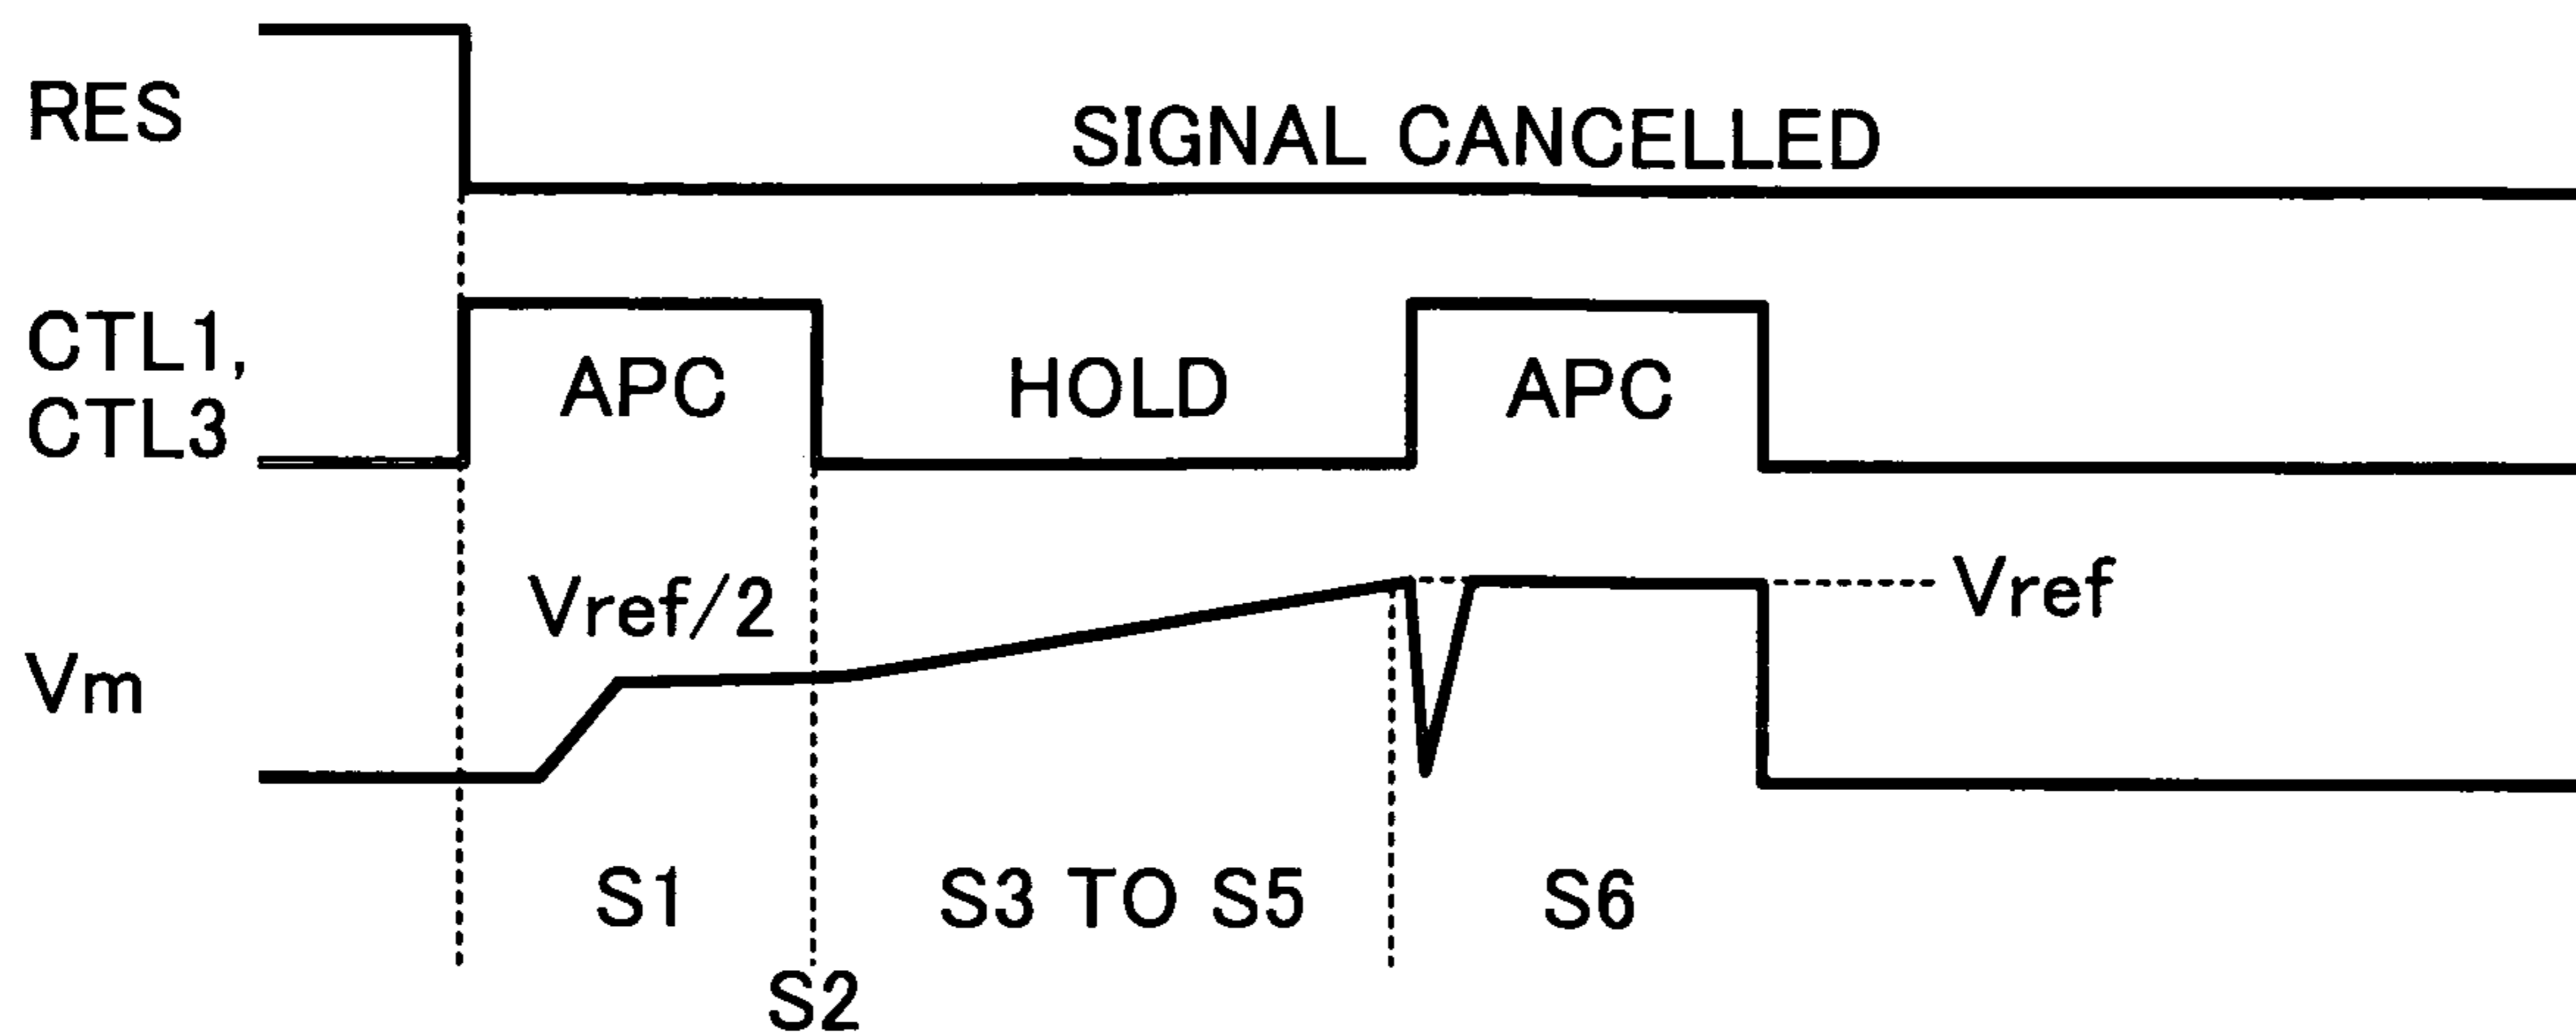 RES
SIGNAL CANCELLED
CTL1,
CTL3
APC
HOLD
APC
Vref/2
Vref
Vm
S1
S3 TO S5
S6
S2